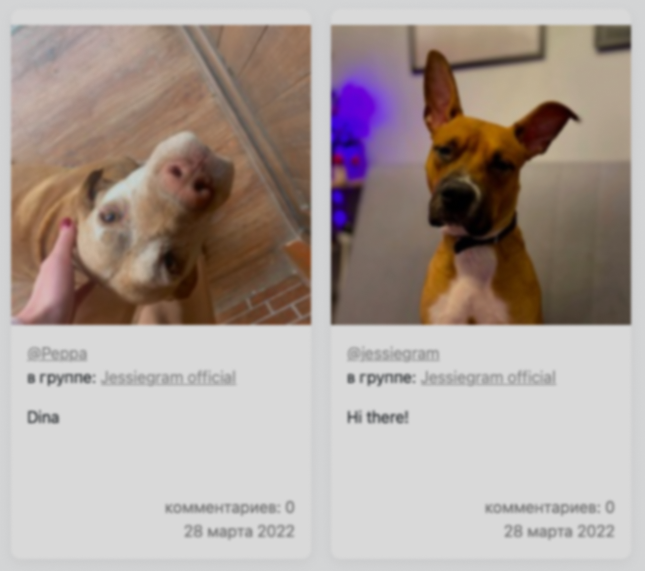 @Peppa
в группе: Jessiegram official
Dina
комментариев: 0
28 марта 2022
@jessiegram
в группе: Jessiegram official
Hi there!
комментариев: 0
28 марта 2022